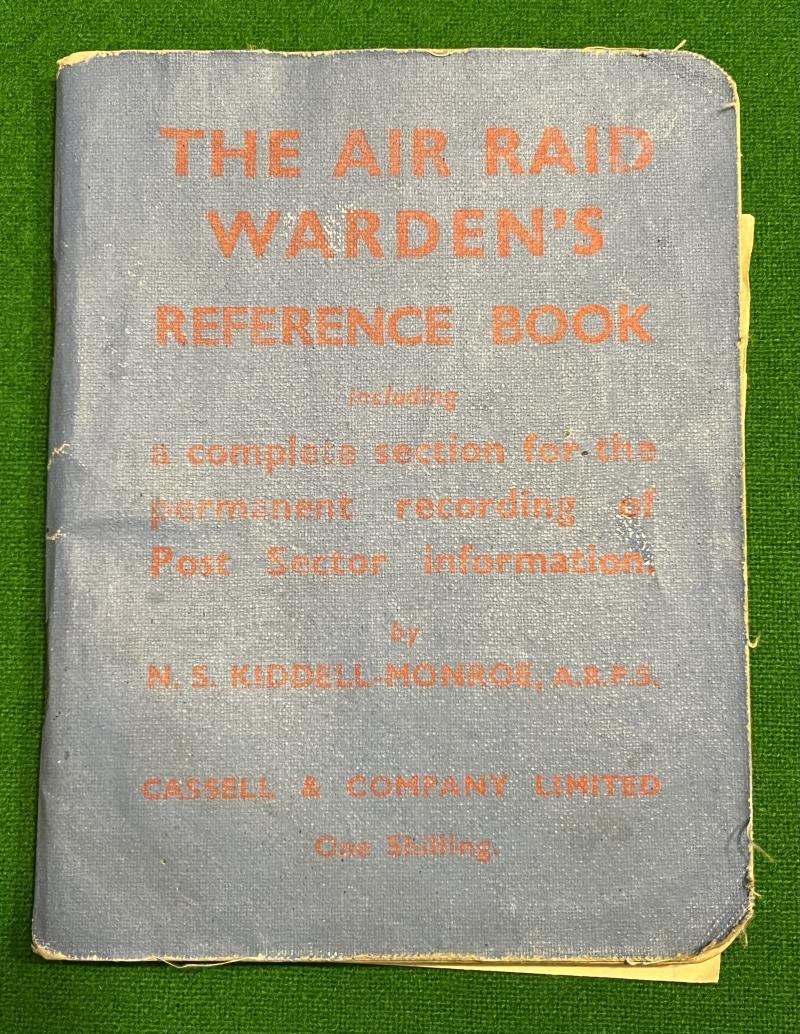 THE AIR RAID
WARDEN'S
REFERENCE BOOK
including
a complete section for the
permanent recording of
Post Sector information.
by
N. S. KIDDELL-MONROE, A.R.P.S.
CASSELL & COMPANY LIMITED
One Shilling.